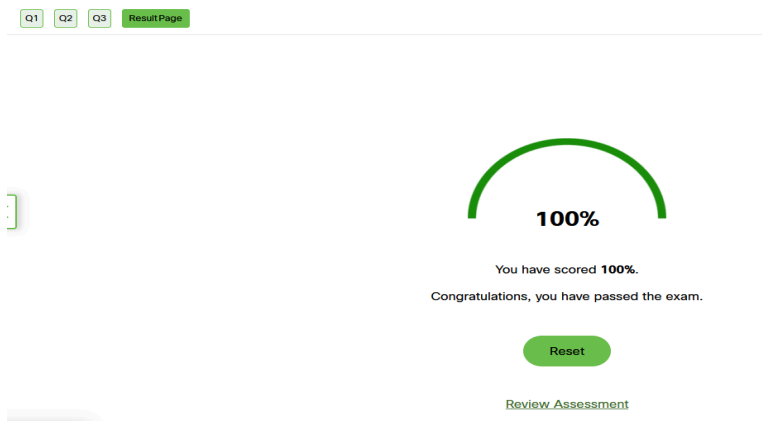 Q1 Q2 Q3 Result Page
100%
You have scored 100%.
Congratulations, you have passed the exam.
Reset
Review Assessment